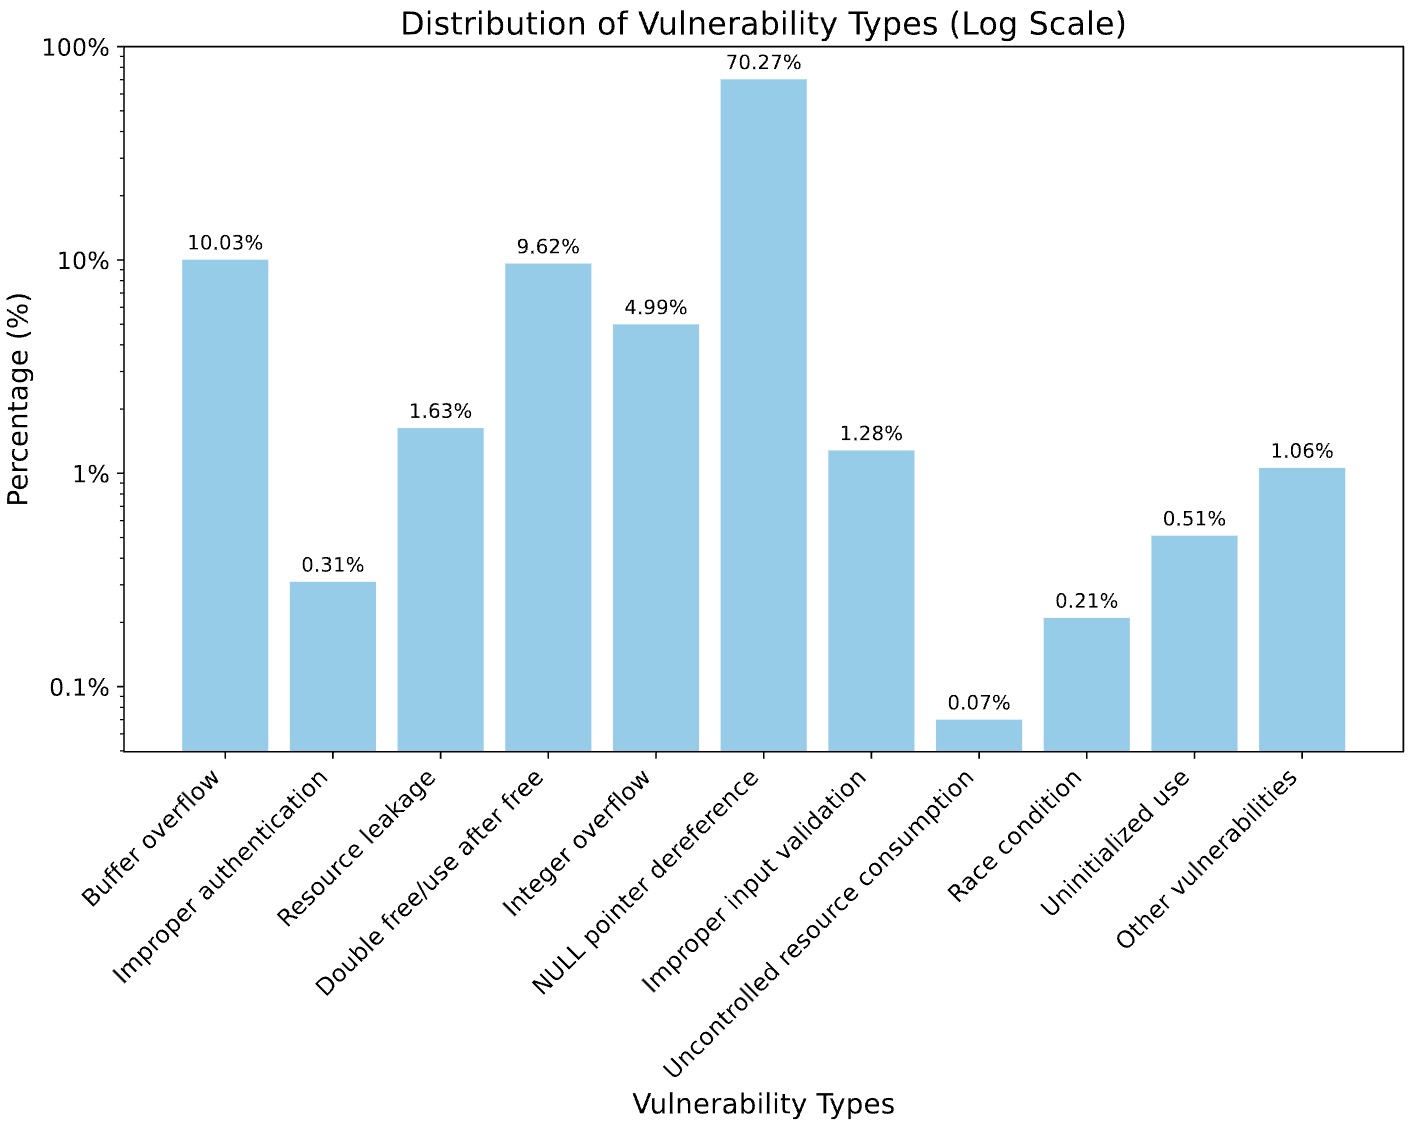 Distribution of Vulnerability Types (Log Scale)
100%
10%
1%
0.1%
Percentage (%)
10.03%
0.31%
1.63%
9.62%
4.99%
70.27%
1.28%
0.07%
0.21%
0.51%
1.06%
Buffer overflow
Improper authentication
Resource leakage
Double free/use after free
Integer overflow
NULL pointer dereference
Improper input validation
Uncontrolled resource consumption
Race condition
Uninitialized use
Other vulnerabilities
Vulnerability Types